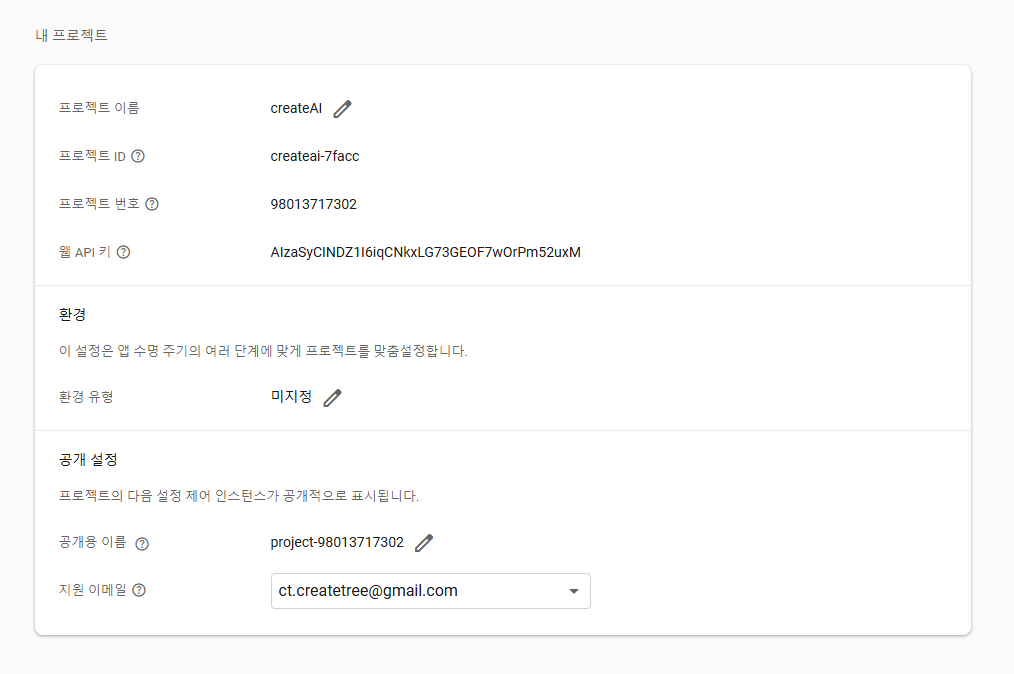 내 프로젝트
프로젝트 이름 createAI
프로젝트 ID createai-7facc
프로젝트 번호 98013717302
웹 API 키 AIzaSyCINDZ1I6iqCNkxLG73GEOF7wOrPm52uxM
환경
이 설정은 앱 수명 주기의 여러 단계에 맞게 프로젝트를 맞춤설정합니다.
환경 유형 미지정
공개 설정
프로젝트의 다음 설정 제어 인스턴스가 공개적으로 표시됩니다.
공개용 이름 project-98013717302
지원 이메일 ct.createtree@gmail.com